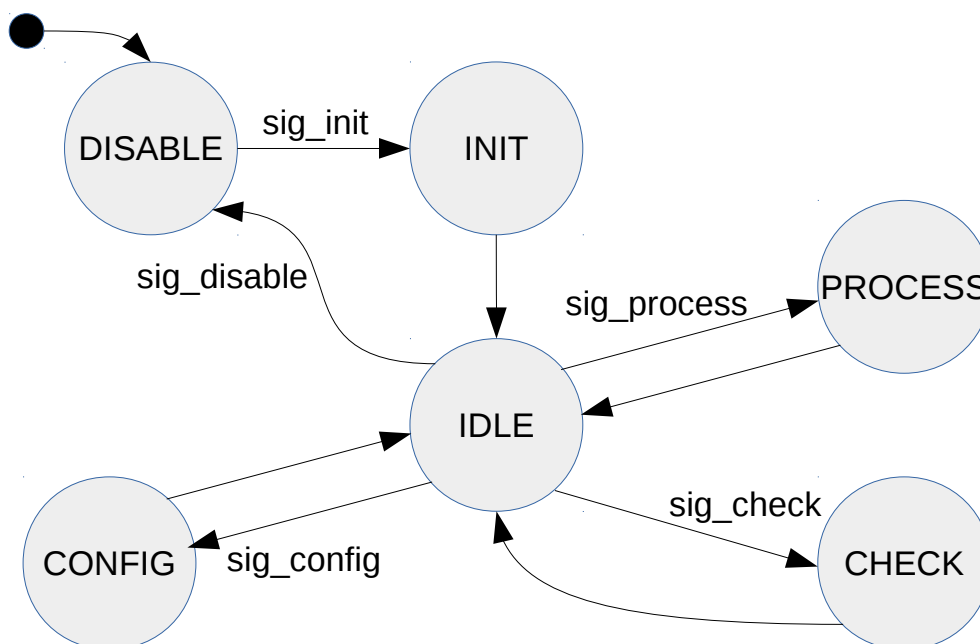 sig_init
DISABLE
INIT
sig_disable
PROCESS
sig_process
IDLE
sig_check
sig_config
CONFIG
CHECK